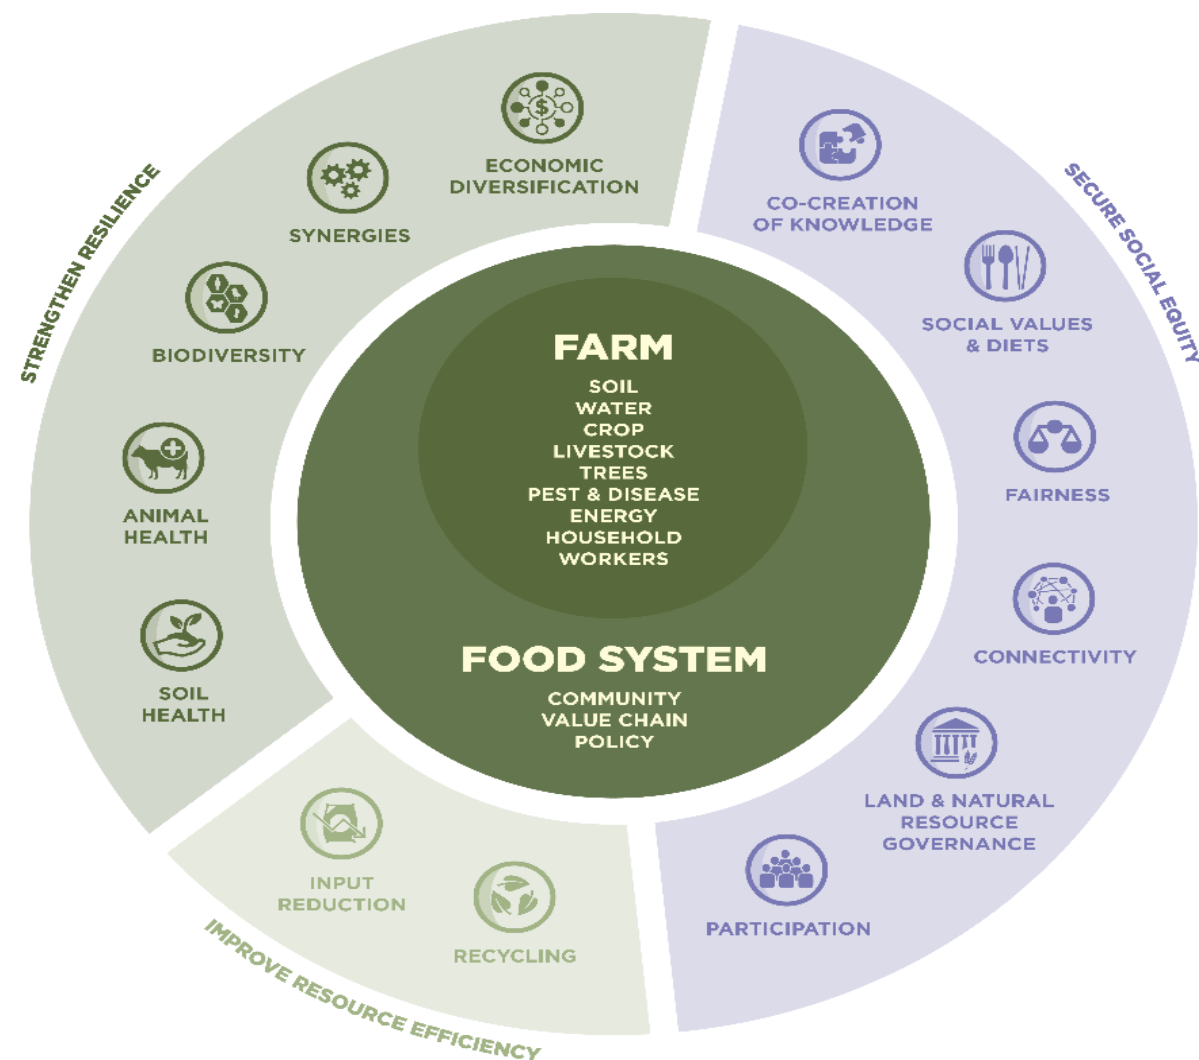 STRENGTHEN RESILIENCE
ECONOMIC
DIVERSIFICATION
SYNERGIES
BIODIVERSITY
ANIMAL
HEALTH
SOIL
HEALTH
SECURE SOCIAL EQUITY
CO-CREATION
OF KNOWLEDGE
SOCIAL VALUES
& DIETS
FAIRNESS
CONNECTIVITY
LAND & NATURAL
RESOURCE
GOVERNANCE
PARTICIPATION
IMPROVE RESOURCE EFFICIENCY
INPUT
REDUCTION
RECYCLING
FARM
SOIL
WATER
CROP
LIVESTOCK
TREES
PEST & DISEASE
ENERGY
HOUSEHOLD
WORKERS
FOOD SYSTEM
COMMUNITY
VALUE CHAIN
POLICY
$